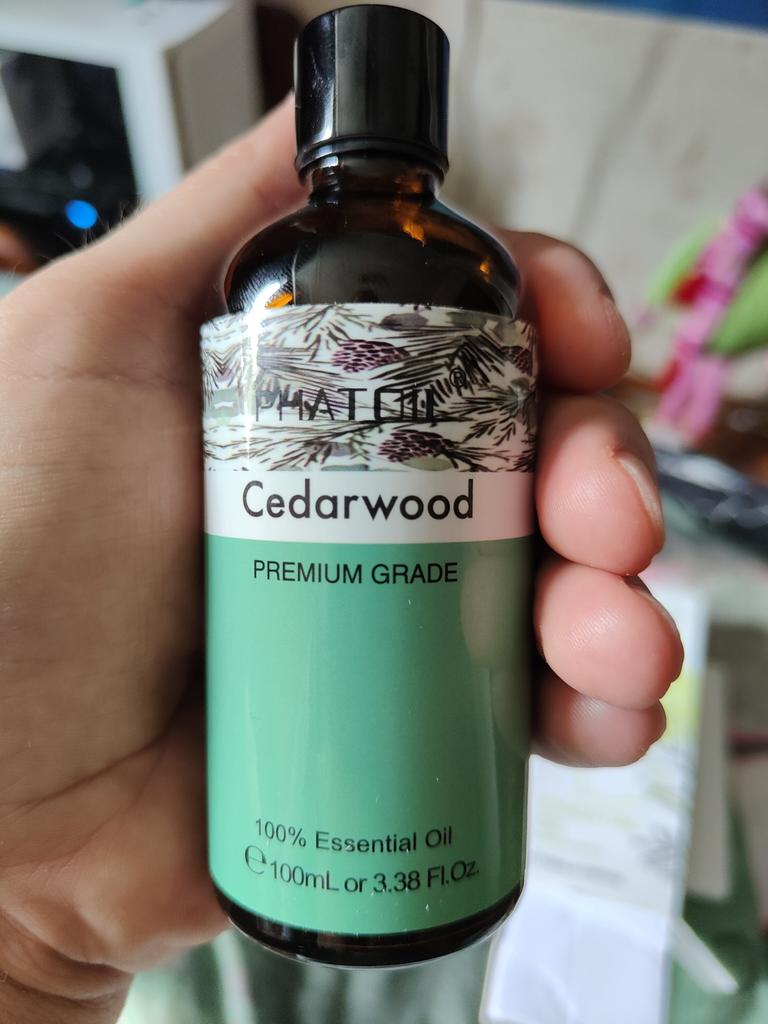 PHATOIL®
Cedarwood
PREMIUM GRADE
100% Essential Oil
℮100mL or 3.38 Fl.Oz.